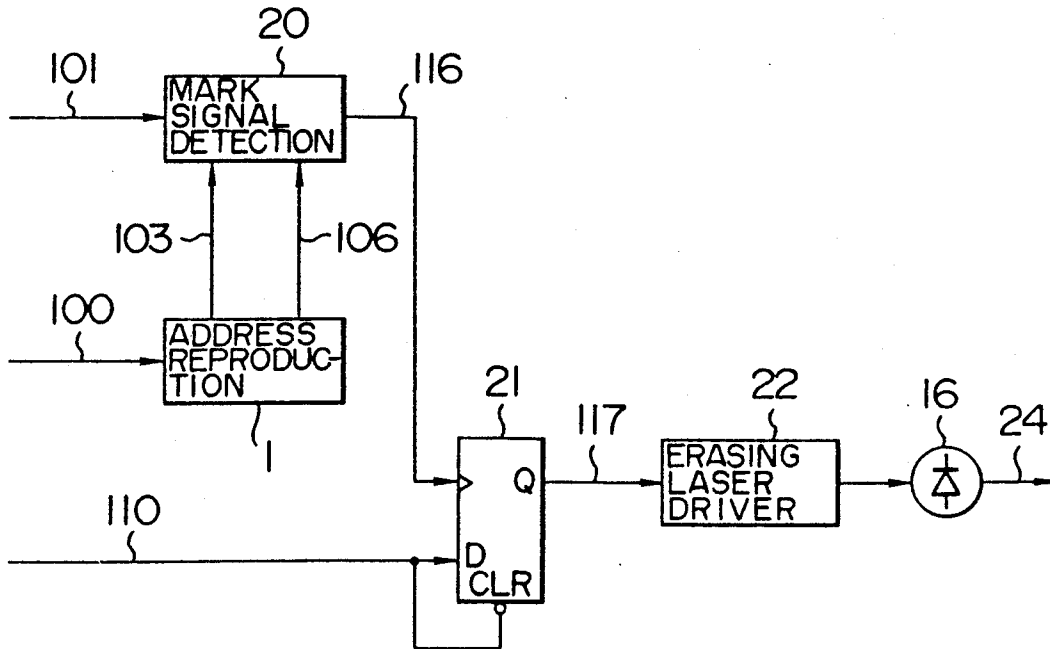 20
101
116
MARK
SIGNAL
DETECTION
103
106
100
ADDRESS
REPRODUC-
TION
1
21
117
22
16
24
Q
ERASING
LASER
DRIVER
110
D
CLR